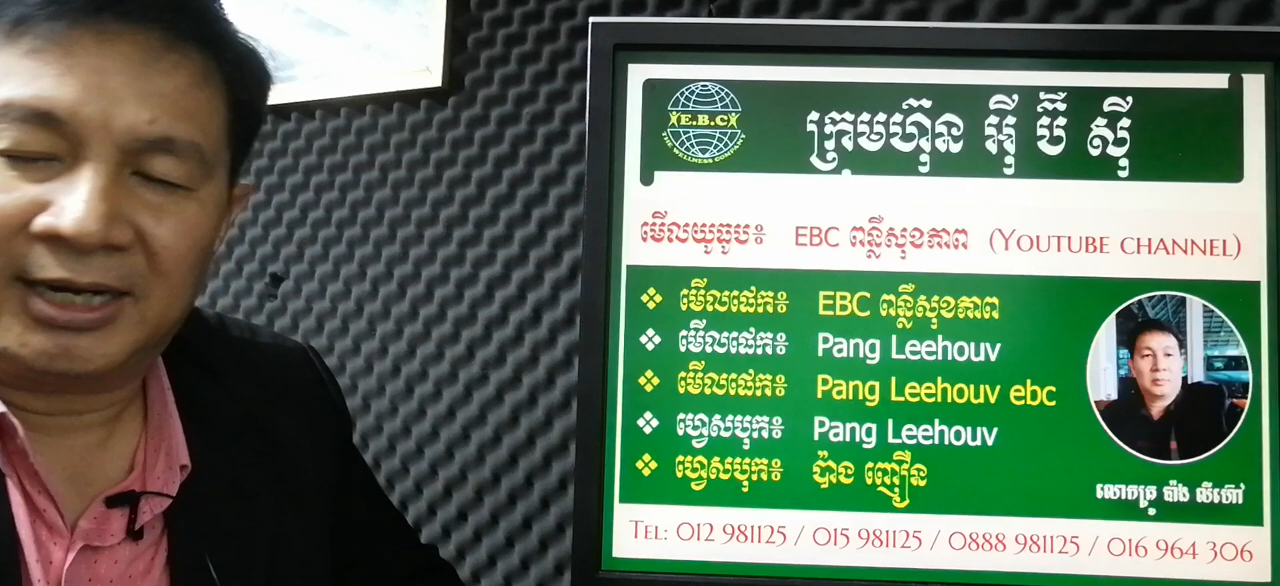 E.B.C
THE WELLNESS COMPANY
ក្រុមហ៊ុន អ៊ី ប៊ី ស៊ី
មើលយូធូប៖ EBC ពន្លឺសុខភាព (YOUTUBE CHANNEL)
❖ មើលផេក៖ EBC ពន្លឺសុខភាព
❖ មើលផេក៖ Pang Leehouv
❖ មើលផេក៖ Pang Leehouv ebc
❖ ហ្វេសបុក៖ Pang Leehouv
❖ ហ្វេសបុក៖ ប៉ាង ញឿន
លោកគ្រូ ប៉ាង លីហ៊ៅ
TEL: 012 981125 / 015 981125 / 0888 981125 / 016 964 306